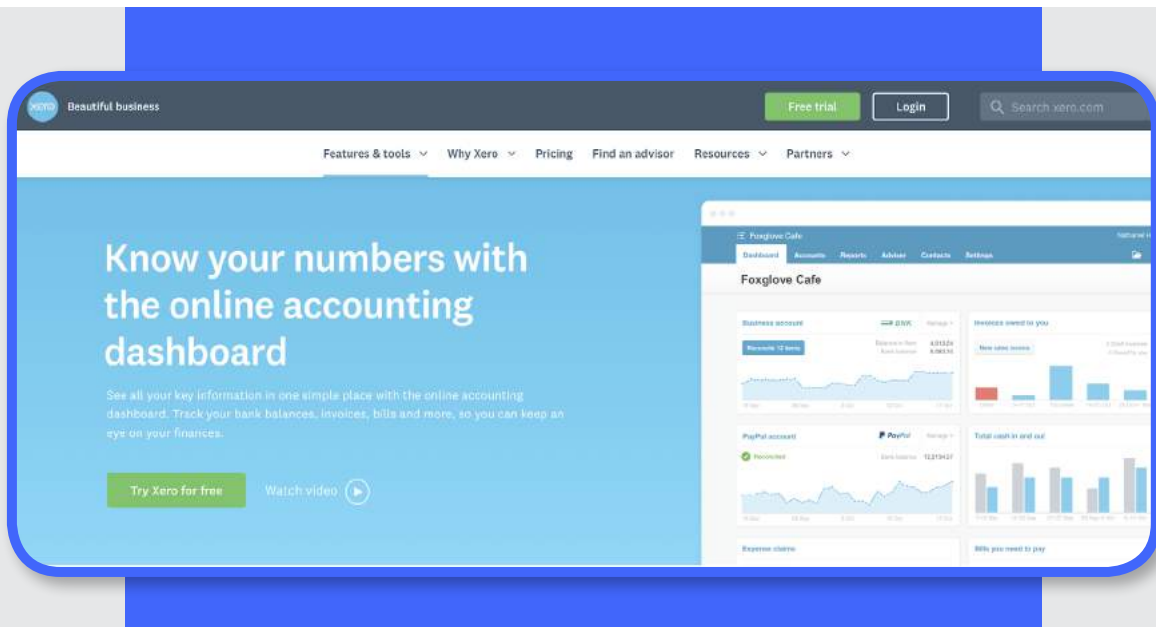 xero Beautiful business Free trial Login Search xero.com
Features & tools Why Xero Pricing Find an advisor Resources Partners
Know your numbers with
the online accounting
dashboard
See all your key information in one simple place with the online accounting
dashboard. Track your bank balances, invoices, bills and more, so you can keep an
eye on your finances.
Try Xero for free Watch video
Foxglove Cafe
Dashboard Accounts Reports Adviser Contacts Settings
Foxglove Cafe
Business account Manage
Reconcile 12 items
Invoices owed to you
New sales invoice
PayPal account PayPal Manage
Reconciled
Total cash in and out
Expense claims
Bills you need to pay